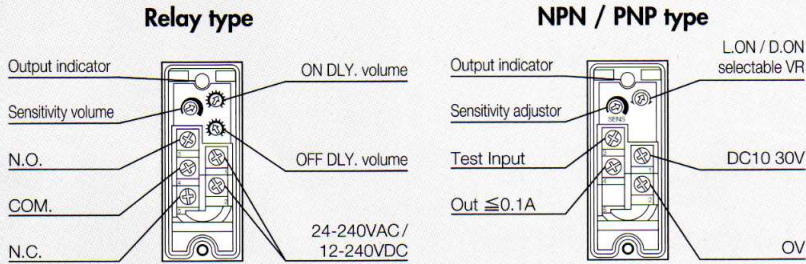 Relay type
Output indicator
ON DLY. volume
Sensitivity volume
N.O.
OFF DLY. volume
COM.
24-240VAC /
12-240VDC
N.C.
NPN / PNP type
L.ON / D.ON
selectable VR
Output indicator
Sensitivity adjustor
SENS
Test Input
DC10 30V
Out ≦0.1A
OV